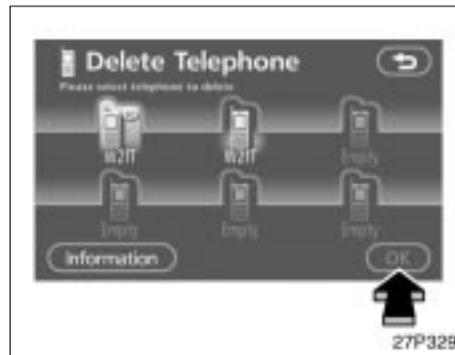 Delete Telephone
Please select telephone to delete
W21T W21T Empty
Empty Empty Empty
Information OK
27P329